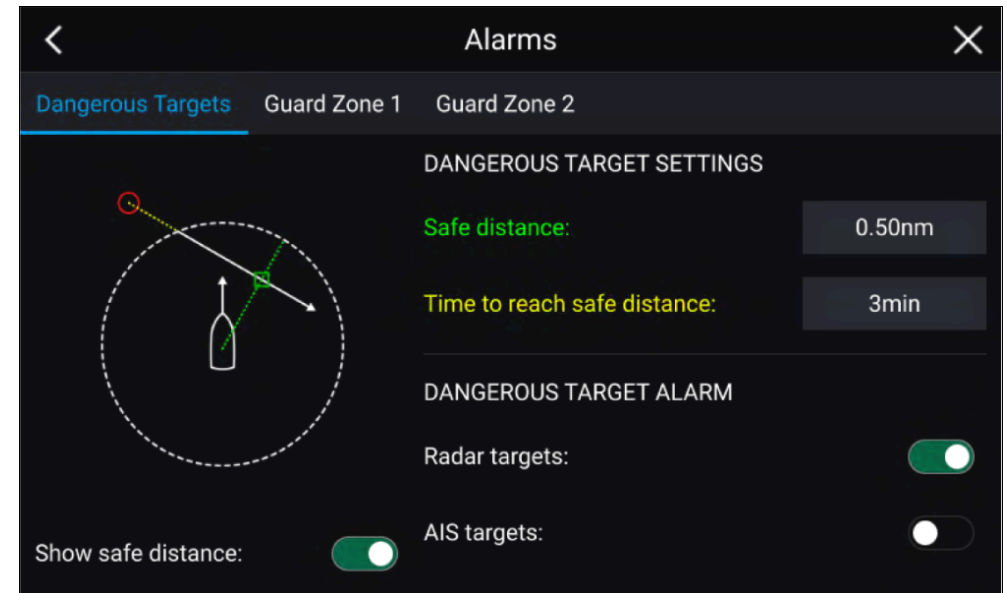 Alarms
Dangerous Targets Guard Zone 1 Guard Zone 2
DANGEROUS TARGET SETTINGS
Safe distance: 0.50nm
Time to reach safe distance: 3min
DANGEROUS TARGET ALARM
Radar targets:
AIS targets:
Show safe distance: